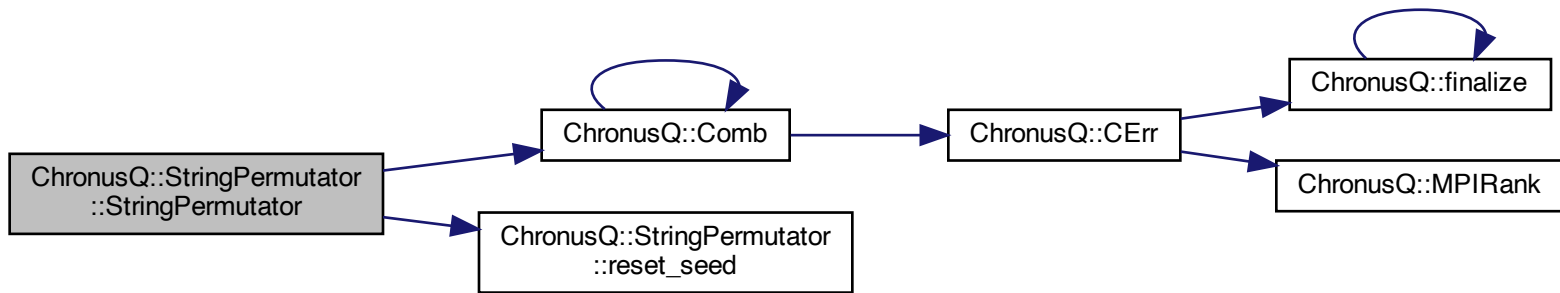 ChronusQ::StringPermutator
::StringPermutator
ChronusQ::Comb
ChronusQ::StringPermutator
::reset_seed
ChronusQ::CErr
ChronusQ::finalize
ChronusQ::MPIRank